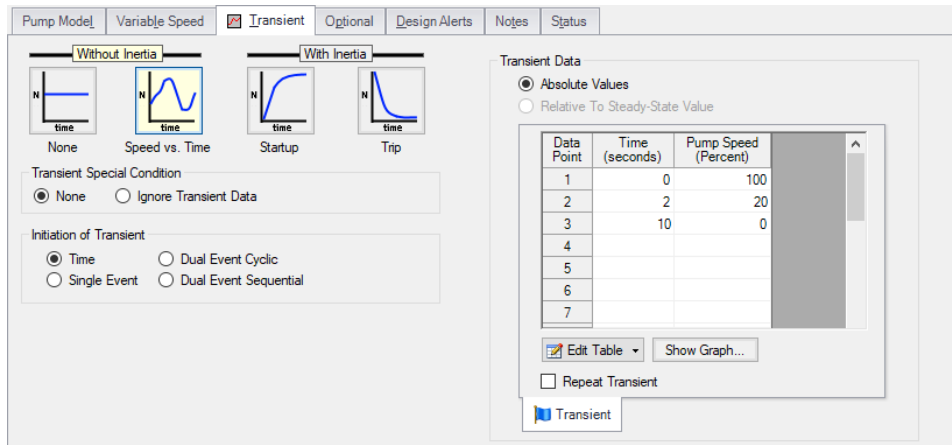 Pump Model Variable Speed Transient Optional Design Alerts Notes Status
Without Inertia With Inertia
N N N N
time time time time
None Speed vs. Time Startup Trip
Transient Special Condition
None Ignore Transient Data
Initiation of Transient
Time Dual Event Cyclic
Single Event Dual Event Sequential
Transient Data
Absolute Values
Relative To Steady-State Value
Data Point Time (seconds) Pump Speed (Percent)
1 0 100
2 2 20
3 10 0
4
5
6
7
Edit Table Show Graph...
Repeat Transient
Transient